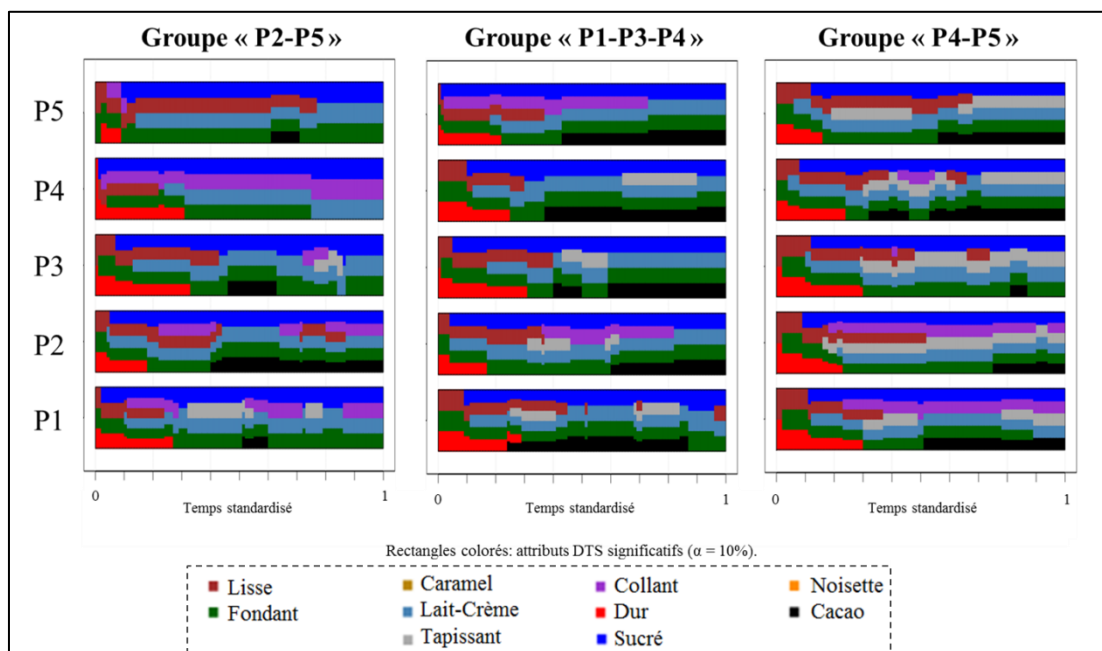 Groupe « P2-P5 » Groupe « P1-P3-P4 » Groupe « P4-P5 »
P5
P4
P3
P2
P1
0 1 0 1 0 1
Temps standardisé Temps standardisé Temps standardisé
Rectangles colorés: attributs DTS significatifs (α = 10%).
Lisse Caramel Collant Noisette
Fondant Lait-Crème Dur Cacao
Tapissant Sucré